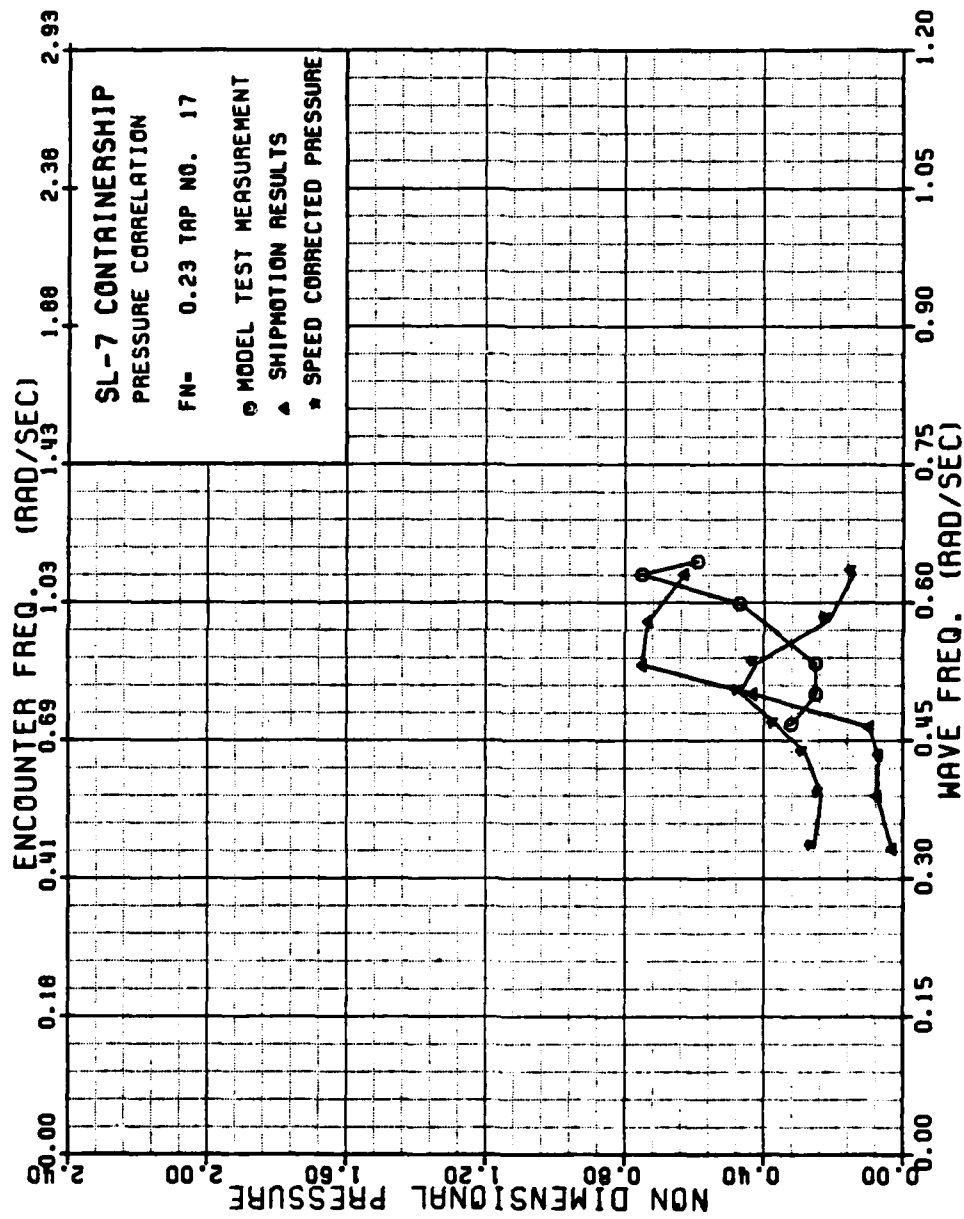 ENCOUNTER FREQ. (RAD/SEC)
0.00 0.18 0.41 0.69 1.03 1.43 1.88 2.38 2.93
SL-7 CONTAINERSHIP
PRESSURE CORRELATION
FN= 0.23 TAP NO. 17
MODEL TEST MEASUREMENT
SHIPMOTION RESULTS
SPEED CORRECTED PRESSURE
NON DIMENSIONAL PRESSURE
2.40
2.00
1.60
1.20
0.80
0.40
0.00
0.00 0.15 0.30 0.45 0.60 0.75 0.90 1.05 1.20
WAVE FREQ. (RAD/SEC)